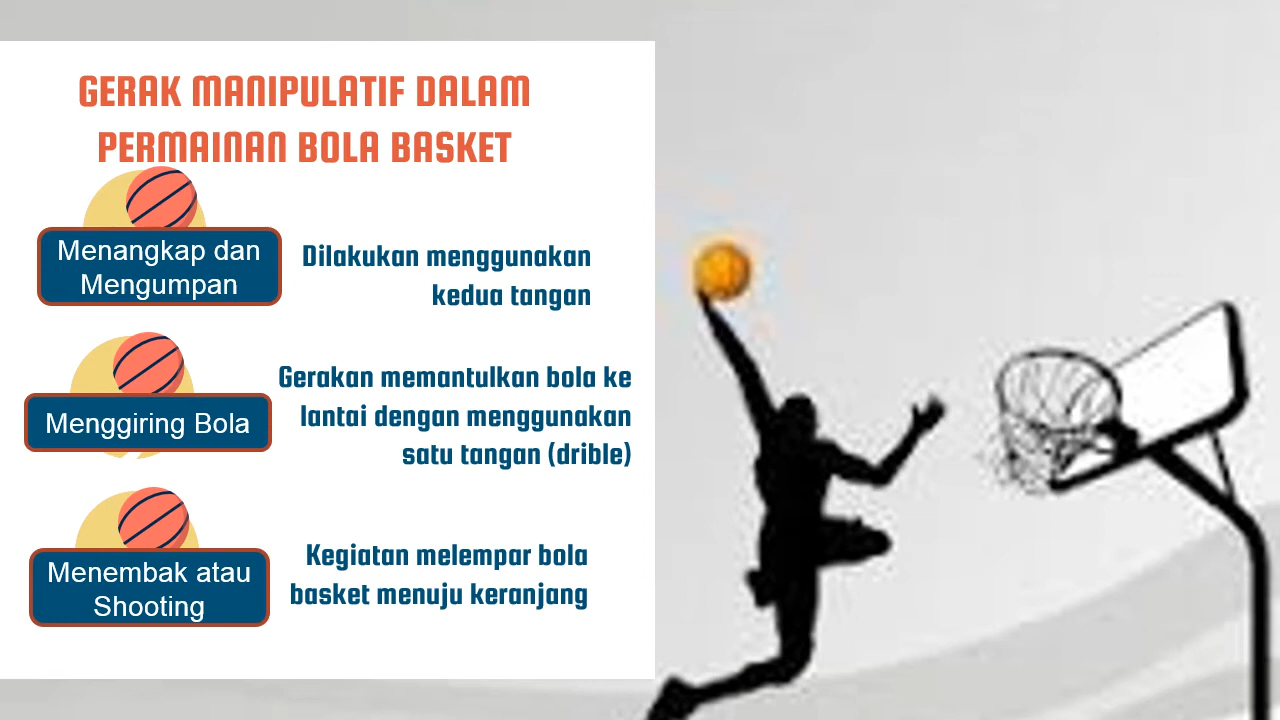 GERAK MANIPULATIF DALAM
PERMAINAN BOLA BASKET
Menangkap dan
Mengumpan
Dilakukan menggunakan
kedua tangan
Menggiring Bola
Gerakan memantulkan bola ke
lantai dengan menggunakan
satu tangan (drible)
Menembak atau
Shooting
Kegiatan melempar bola
basket menuju keranjang